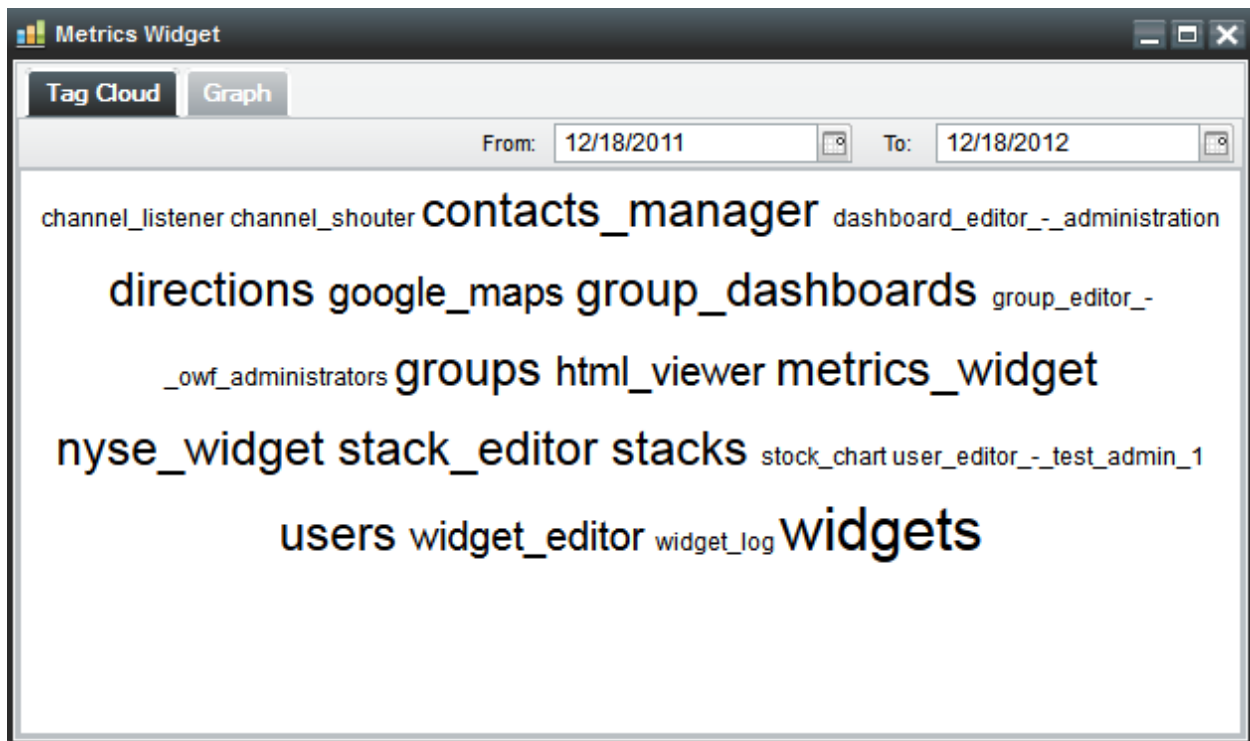 Metrics Widget
Tag Cloud Graph
From: 12/18/2011 To: 12/18/2012
channel_listener channel_shouter contacts_manager dashboard_editor_-_administration
directions google_maps group_dashboards group_editor_-
_owf_administrators groups html_viewer metrics_widget
nyse_widget stack_editor stacks stock_chart user_editor_-_test_admin_1
users widget_editor widget_log widgets